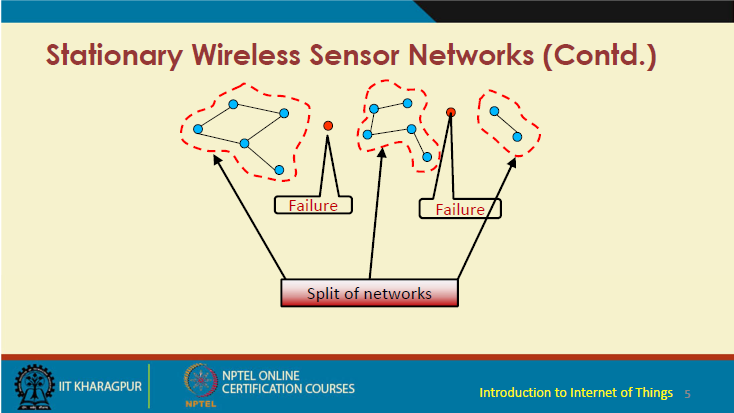 Stationary Wireless Sensor Networks (Contd.)
Failure
Failure
Split of networks
IIT KHARAGPUR
NPTEL ONLINE
CERTIFICATION COURSES
NPTEL
Introduction to Internet of Things 5